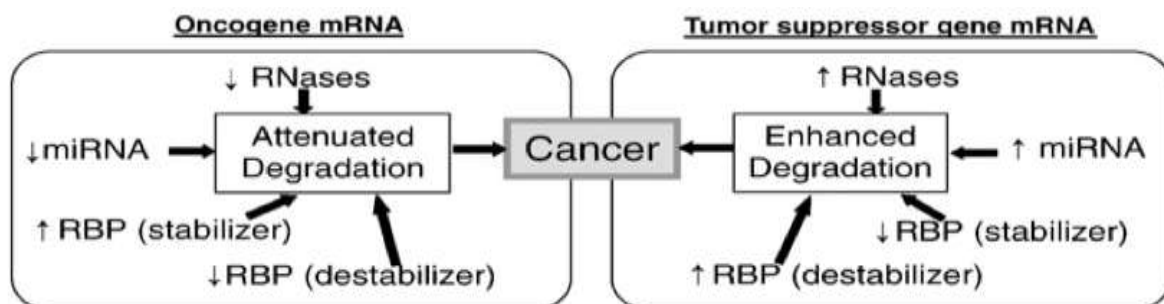 Oncogene mRNA
↓ RNases
↓miRNA
Attenuated
Degradation
↑ RBP (stabilizer)
↓RBP (destabilizer)
Cancer
Tumor suppressor gene mRNA
↑ RNases
Enhanced
Degradation
↑ miRNA
↓RBP (stabilizer)
↑RBP (destabilizer)